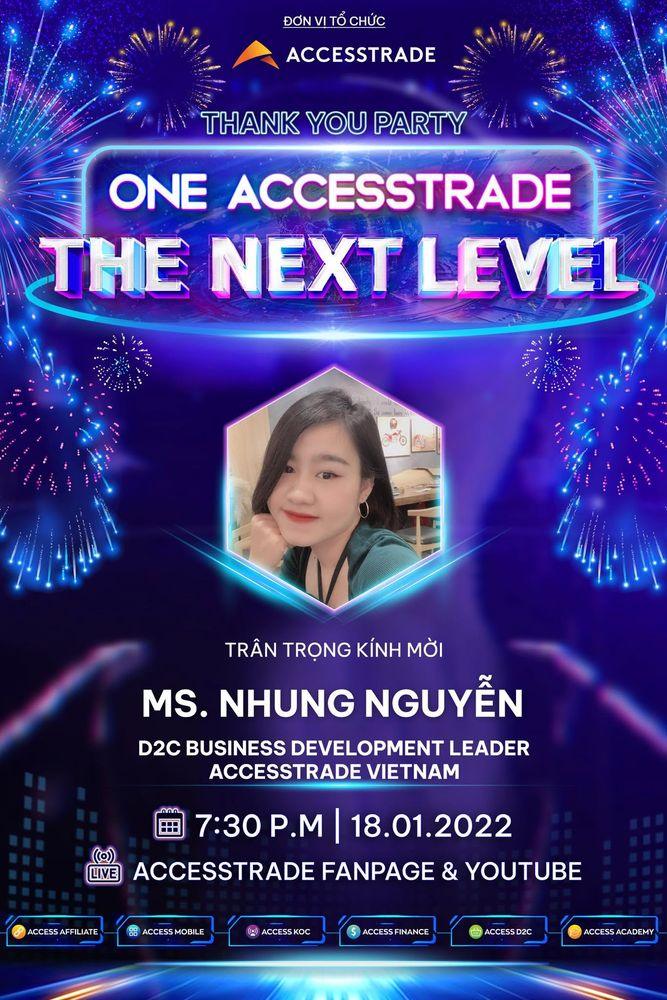 ĐƠN VỊ TỔ CHỨC
ACCESSTRADE
THANK YOU PARTY
ONE ACCESSTRADE
THE NEXT LEVEL
TRÂN TRỌNG KÍNH MỜI
MS. NHUNG NGUYỄN
D2C BUSINESS DEVELOPMENT LEADER
ACCESSTRADE VIETNAM
7:30 P.M | 18.01.2022
LIVE ACCESSTRADE FANPAGE & YOUTUBE
ACCESS AFFILIATE ACCESS MOBILE ACCESS KOC ACCESS FINANCE ACCESS D2C ACCESS ACADEMY